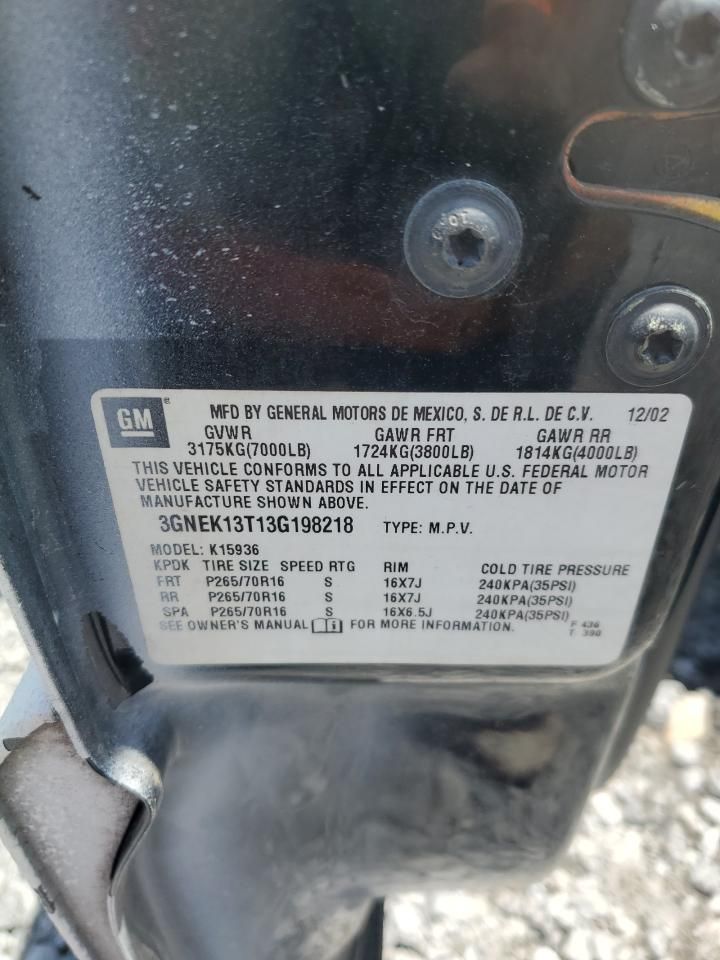 GM ® MFD BY GENERAL MOTORS DE MEXICO, S. DE R.L. DE C.V. 12/02
GVWR GAWR FRT GAWR RR
3175KG(7000LB) 1724KG(3800LB) 1814KG(4000LB)
THIS VEHICLE CONFORMS TO ALL APPLICABLE U.S. FEDERAL MOTOR
VEHICLE SAFETY STANDARDS IN EFFECT ON THE DATE OF
MANUFACTURE SHOWN ABOVE.
3GNEK13T13G198218 TYPE: M.P.V.
MODEL: K15936
KPDK TIRE SIZE SPEED RTG RIM COLD TIRE PRESSURE
FRT P265/70R16 S 16X7J 240KPA(35PSI)
RR P265/70R16 S 16X7J 240KPA(35PSI)
SPA P265/70R16 S 16X6.5J 240KPA(35PSI)
SEE OWNER'S MANUAL FOR MORE INFORMATION. F 436
T 390